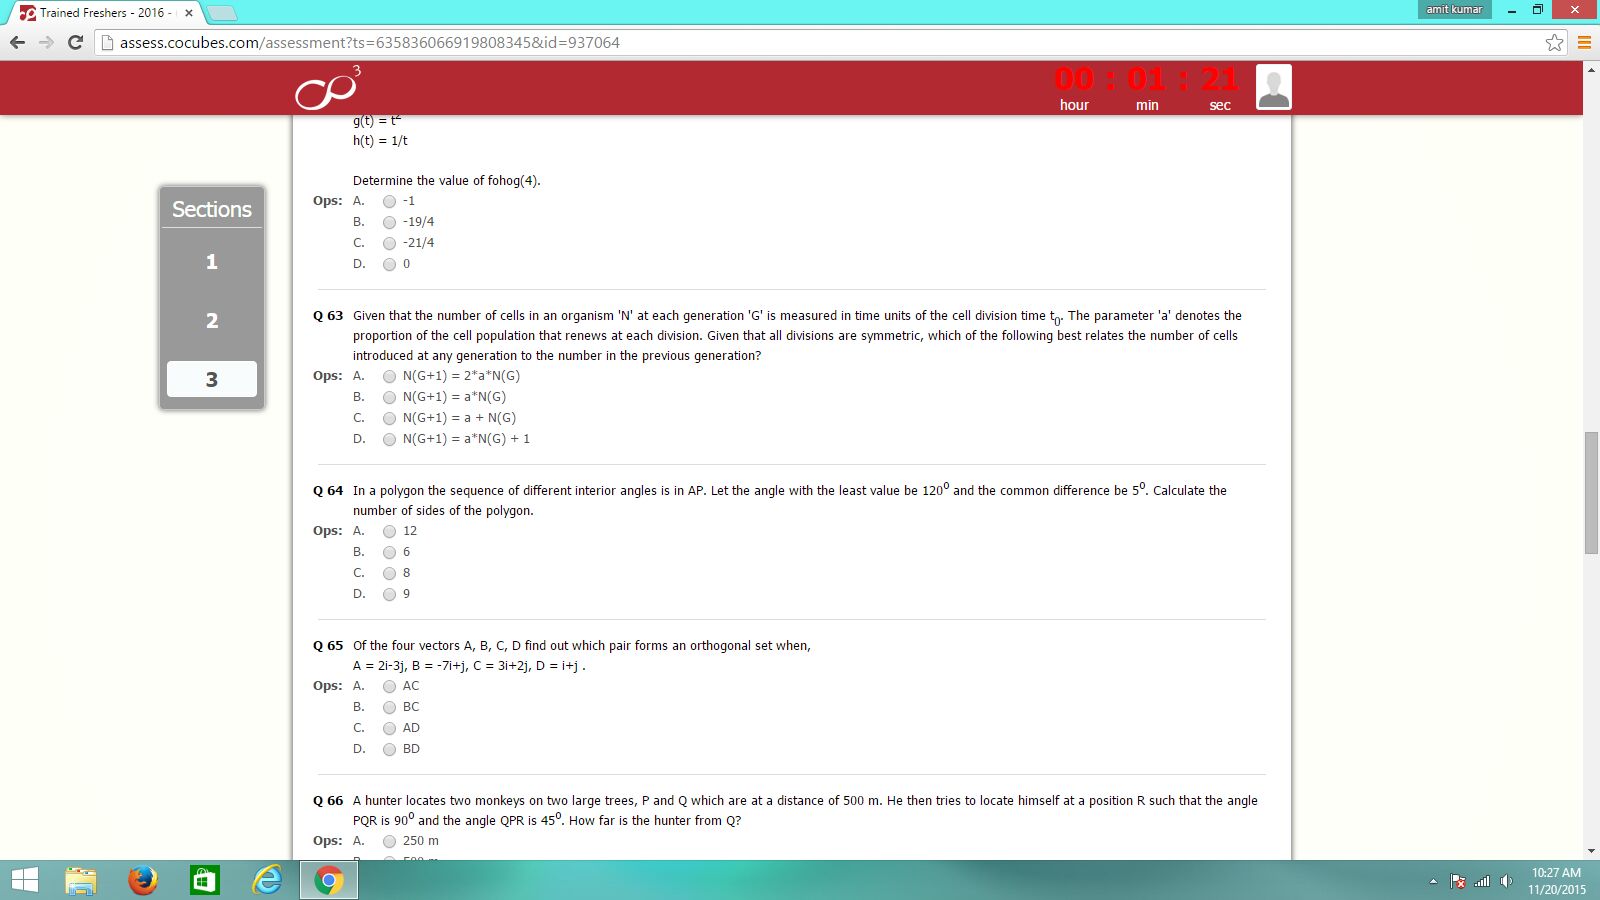 Trained Freshers - 2016 -
amit kumar
assess.cocubes.com/assessment?ts=635836066919808345&id=937064
3
00 : 01 : 21
hour min sec
g(t) = t²
h(t) = 1/t
Determine the value of fohog(4).
Ops: A. -1
B. -19/4
C. -21/4
D. 0
Sections
1
2
3
Q 63 Given that the number of cells in an organism 'N' at each generation 'G' is measured in time units of the cell division time t₀. The parameter 'a' denotes the
proportion of the cell population that renews at each division. Given that all divisions are symmetric, which of the following best relates the number of cells
introduced at any generation to the number in the previous generation?
Ops: A. N(G+1) = 2*a*N(G)
B. N(G+1) = a*N(G)
C. N(G+1) = a + N(G)
D. N(G+1) = a*N(G) + 1
Q 64 In a polygon the sequence of different interior angles is in AP. Let the angle with the least value be 120⁰ and the common difference be 5⁰. Calculate the
number of sides of the polygon.
Ops: A. 12
B. 6
C. 8
D. 9
Q 65 Of the four vectors A, B, C, D find out which pair forms an orthogonal set when,
A = 2i-3j, B = -7i+j, C = 3i+2j, D = i+j .
Ops: A. AC
B. BC
C. AD
D. BD
Q 66 A hunter locates two monkeys on two large trees, P and Q which are at a distance of 500 m. He then tries to locate himself at a position R such that the angle
PQR is 90⁰ and the angle QPR is 45⁰. How far is the hunter from Q?
Ops: A. 250 m
10:27 AM
11/20/2015